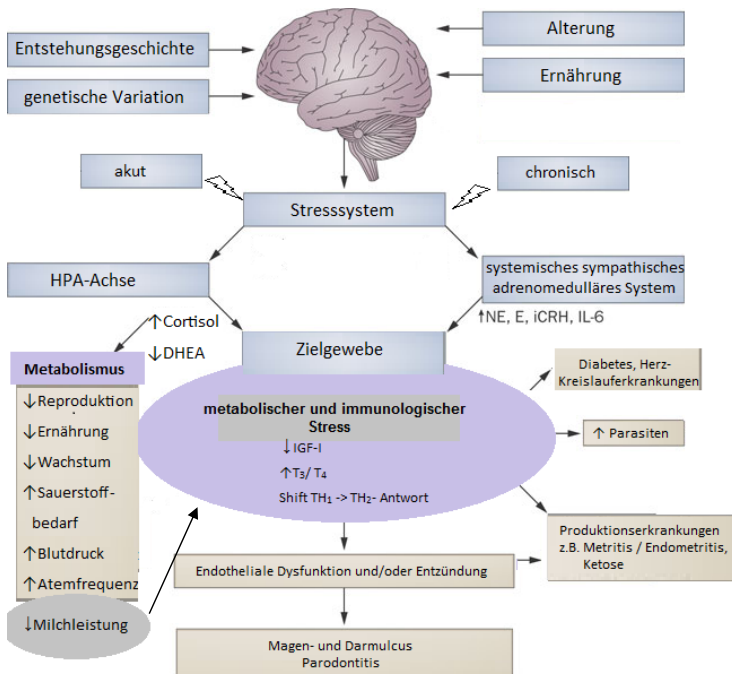 Entstehungsgeschichte
Alterung
genetische Variation
Ernährung
akut
chronisch
Stresssystem
HPA-Achse
systemisches sympathisches
adrenomedulläres System
↑NE, E, iCRH, IL-6
↑Cortisol
↓DHEA
Zielgewebe
Metabolismus
↓Reproduktion
↓Ernährung
↓Wachstum
↑Sauerstoff-
bedarf
↑Blutdruck
↑Atemfrequenz
↓Milchleistung
metabolischer und immunologischer
Stress
↓IGF-I
↑T3/ T4
Shift TH1 -> TH2- Antwort
Diabetes, Herz-
Kreislauferkrankungen
↑ Parasiten
Produktionserkrankungen
z.B. Metritis / Endometritis,
Ketose
Endotheliale Dysfunktion und/oder Entzündung
Magen- und Darmulcus
Parodontitis